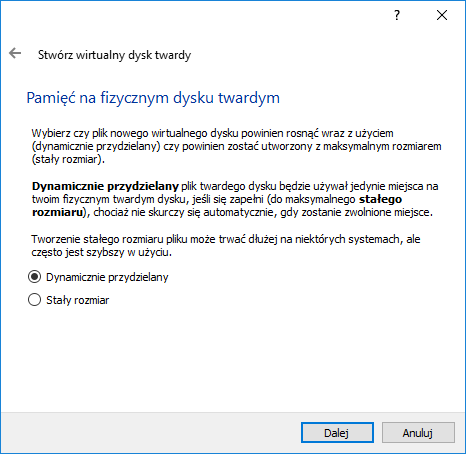 ?
Stwórz wirtualny dysk twardy
Pamięć na fizycznym dysku twardym
Wybierz czy plik nowego wirtualnego dysku powinien rosnąć wraz z użyciem
(dynamicznie przydzielany) czy powinien zostać utworzony z maksymalnym rozmiarem
(stały rozmiar).
Dynamicznie przydzielany plik twardego dysku będzie używał jedynie miejsca na
twoim fizycznym twardym dysku, jeśli się zapełni (do maksymalnego stałego
rozmiaru), chociaż nie skurczy się automatycznie, gdy zostanie zwolnione miejsce.
Tworzenie stałego rozmiaru pliku może trwać dłużej na niektórych systemach, ale
często jest szybszy w użyciu.
Dynamicznie przydzielany
Stały rozmiar
Dalej
Anuluj